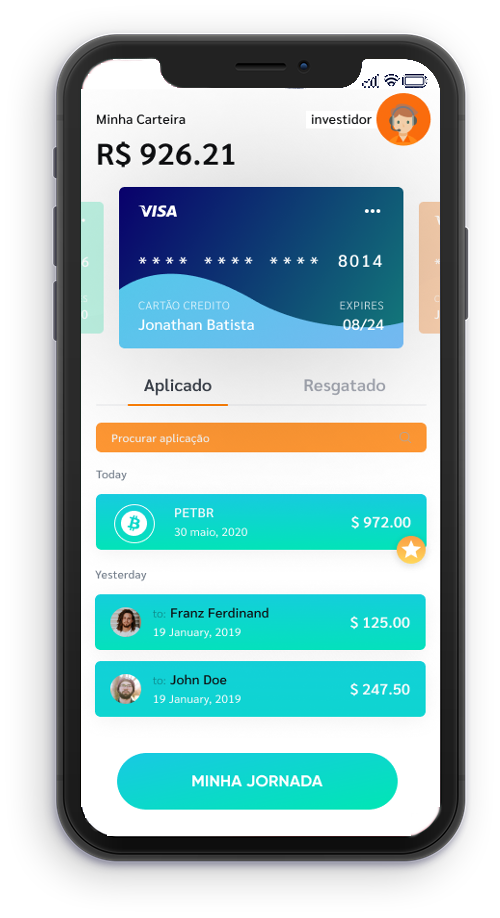 Minha Carteira
investidor
R$ 926.21
VISA
**** **** **** 8014
CARTÃO CREDITO EXPIRES
Jonathan Batista 08/24
Aplicado Resgatado
Procurar aplicação
Today
PETBR
30 maio, 2020
$ 972.00
Yesterday
to: Franz Ferdinand
19 January, 2019
$ 125.00
to: John Doe
19 January, 2019
$ 247.50
MINHA JORNADA